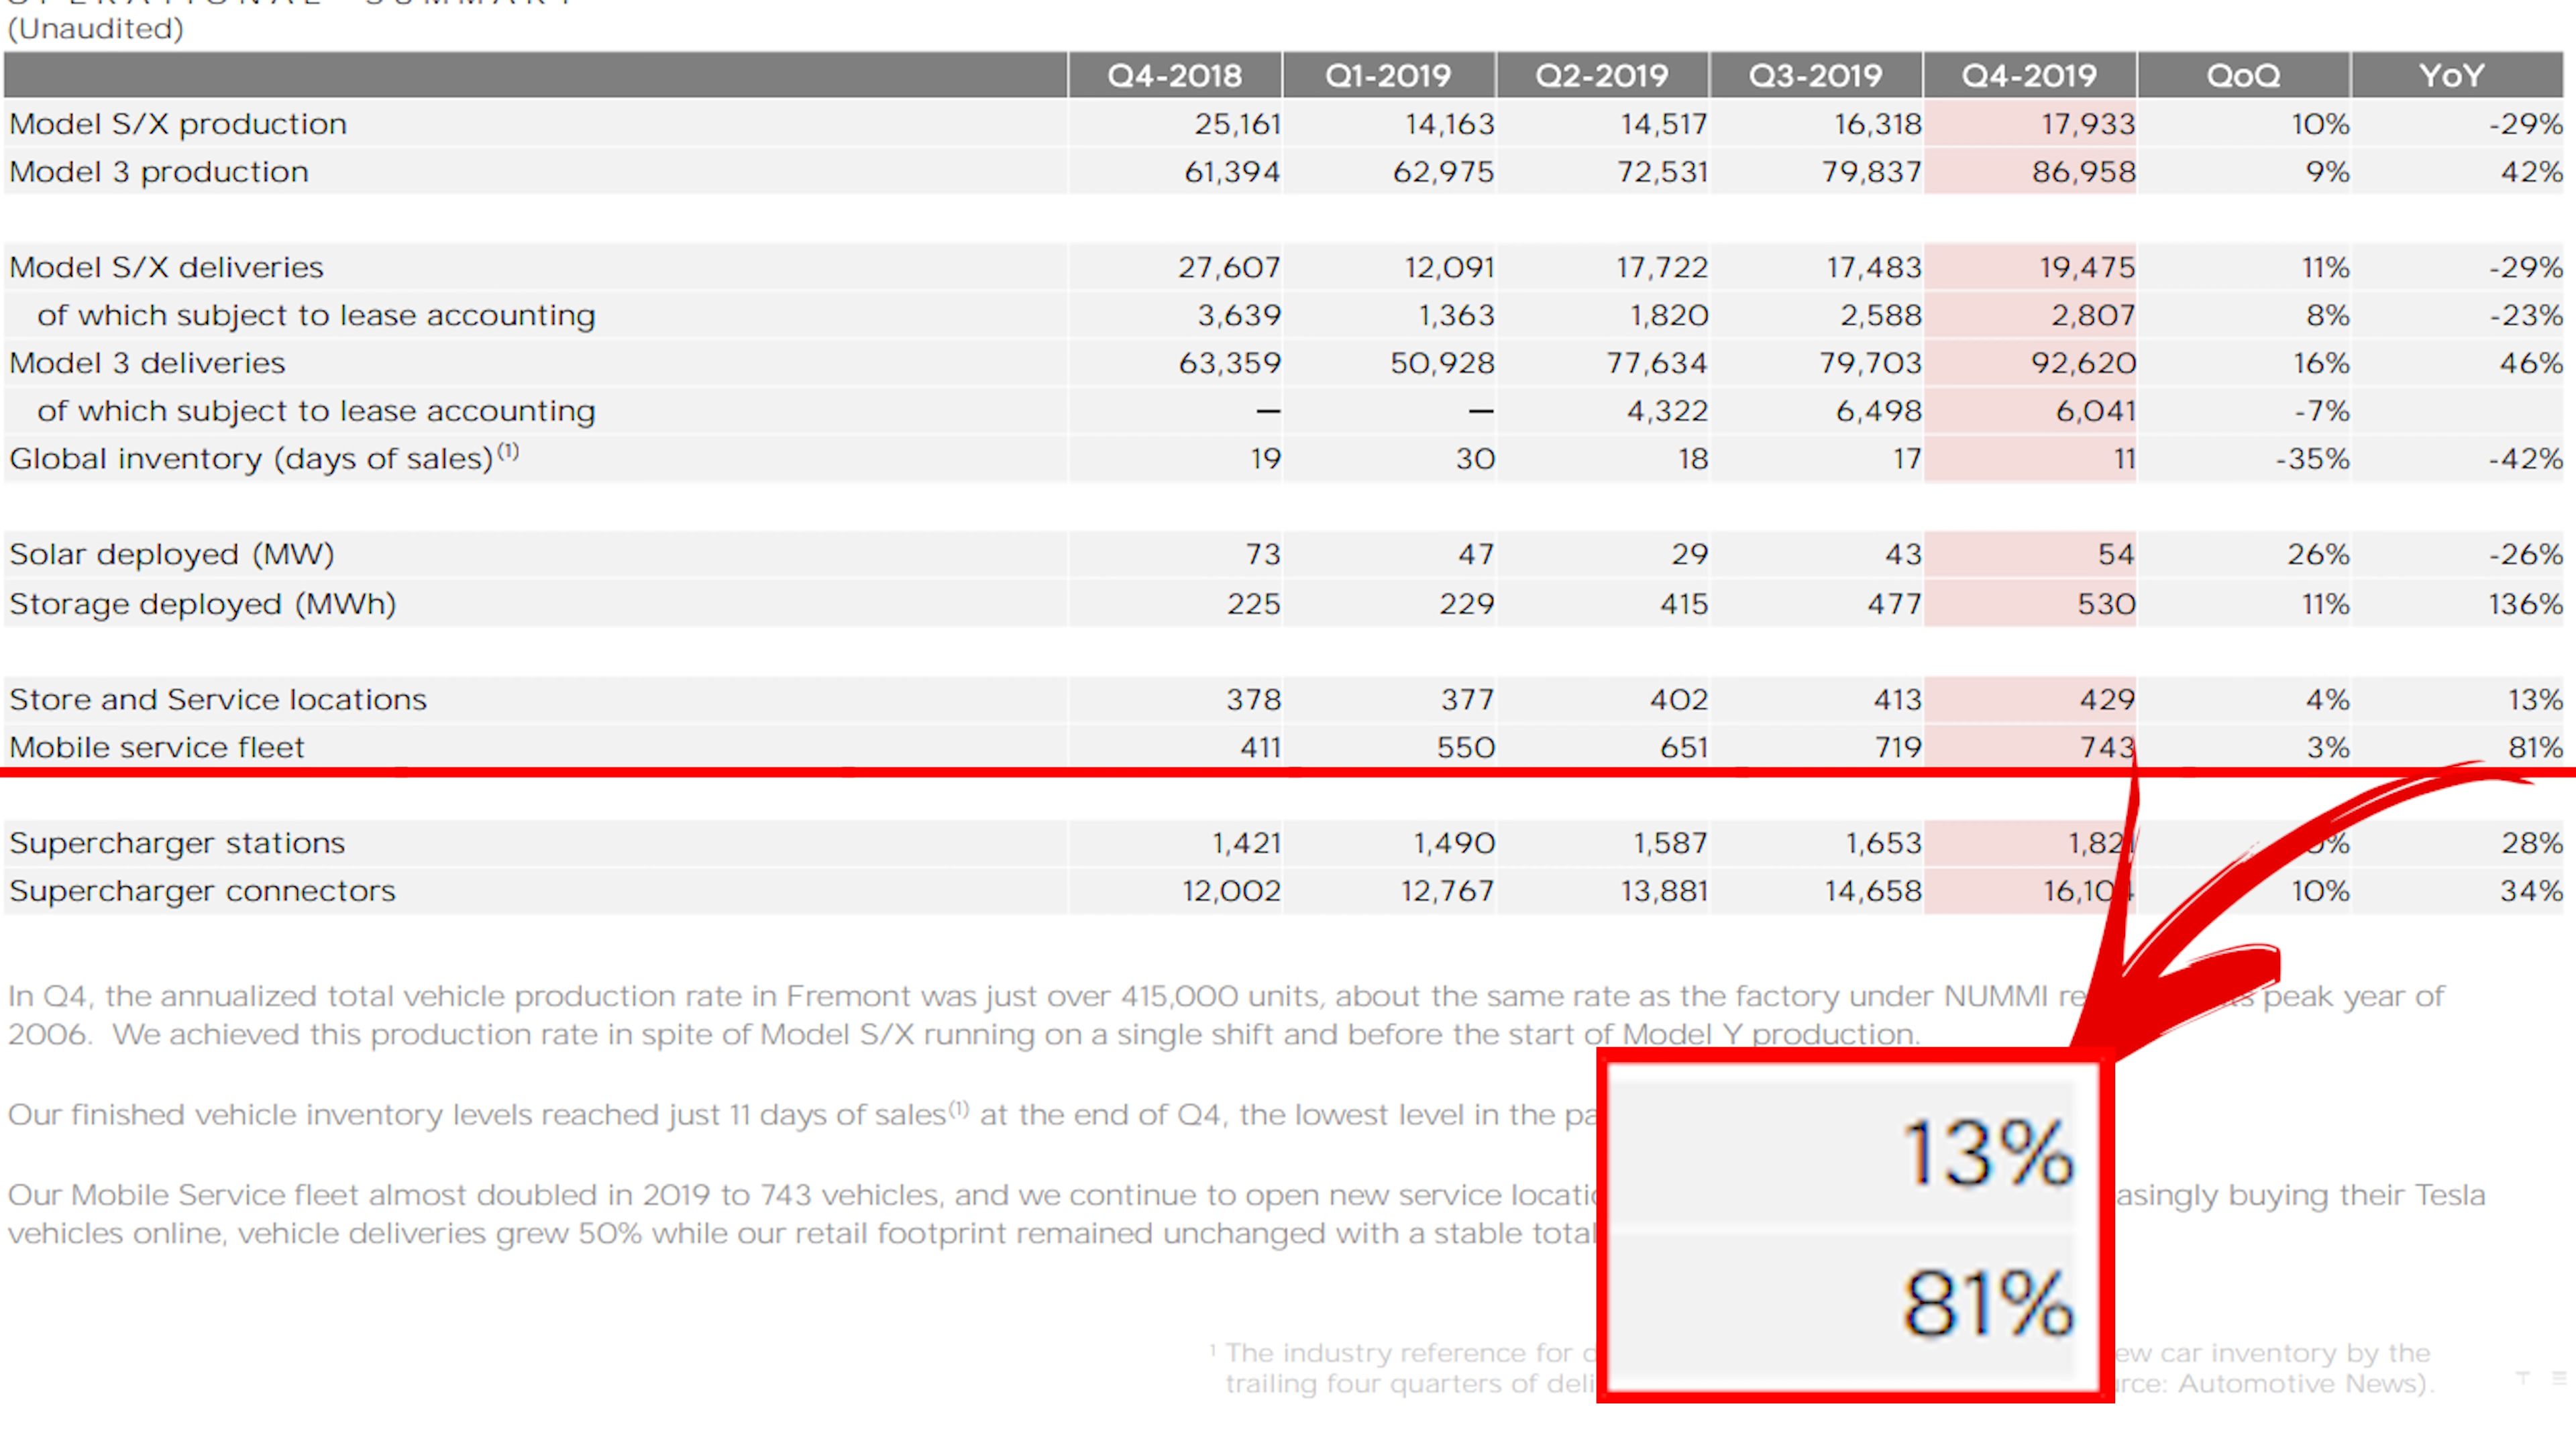 OPERATIONAL SUMMARY
(Unaudited)
Q4-2018 Q1-2019 Q2-2019 Q3-2019 Q4-2019 QoQ YoY
Model S/X production 25,161 14,163 14,517 16,318 17,933 10% -29%
Model 3 production 61,394 62,975 72,531 79,837 86,958 9% 42%
Model S/X deliveries 27,607 12,091 17,722 17,483 19,475 11% -29%
of which subject to lease accounting 3,639 1,363 1,820 2,588 2,807 8% -23%
Model 3 deliveries 63,359 50,928 77,634 79,703 92,620 16% 46%
of which subject to lease accounting — — 4,322 6,498 6,041 -7%
Global inventory (days of sales)(1) 19 30 18 17 11 -35% -42%
Solar deployed (MW) 73 47 29 43 54 26% -26%
Storage deployed (MWh) 225 229 415 477 530 11% 136%
Store and Service locations 378 377 402 413 429 4% 13%
Mobile service fleet 411 550 651 719 743 3% 81%
Supercharger stations 1,421 1,490 1,587 1,653 1,821 28%
Supercharger connectors 12,002 12,767 13,881 14,658 16,104 10% 34%
In Q4, the annualized total vehicle production rate in Fremont was just over 415,000 units, about the same rate as the factory under NUMMI peak year of
2006. We achieved this production rate in spite of Model S/X running on a single shift and before the start of Model Y production.
Our finished vehicle inventory levels reached just 11 days of sales(1) at the end of Q4, the lowest level in the
13%
Our Mobile Service fleet almost doubled in 2019 to 743 vehicles, and we continue to open new service buying their Tesla
vehicles online, vehicle deliveries grew 50% while our retail footprint remained unchanged with a stable total
81%
1 The industry reference for car inventory by the
trailing four quarters of Automotive News).